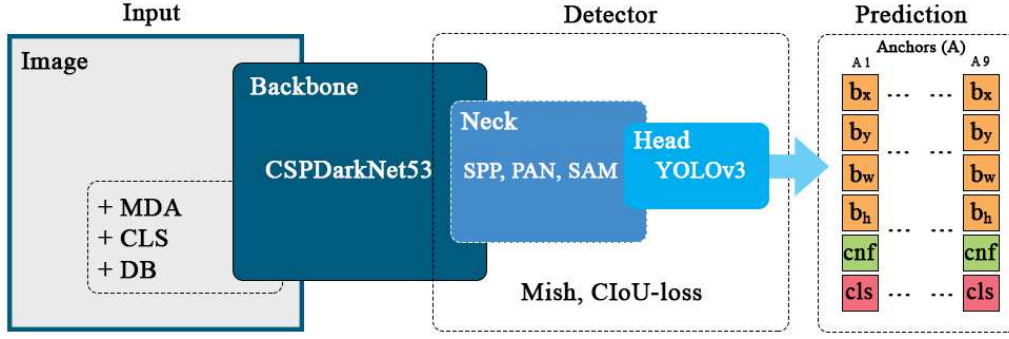 Input
Detector
Prediction
Image
+ MDA
+ CLS
+ DB
Backbone
CSPDarkNet53
Neck
SPP, PAN, SAM
Head
YOLOv3
Mish, CIoU-loss
Anchors (A)
A 1 A 9
bx ... ... bx
by ... ... by
bw ... ... bw
bh ... ... bh
cnf cnf
cls ... ... cls